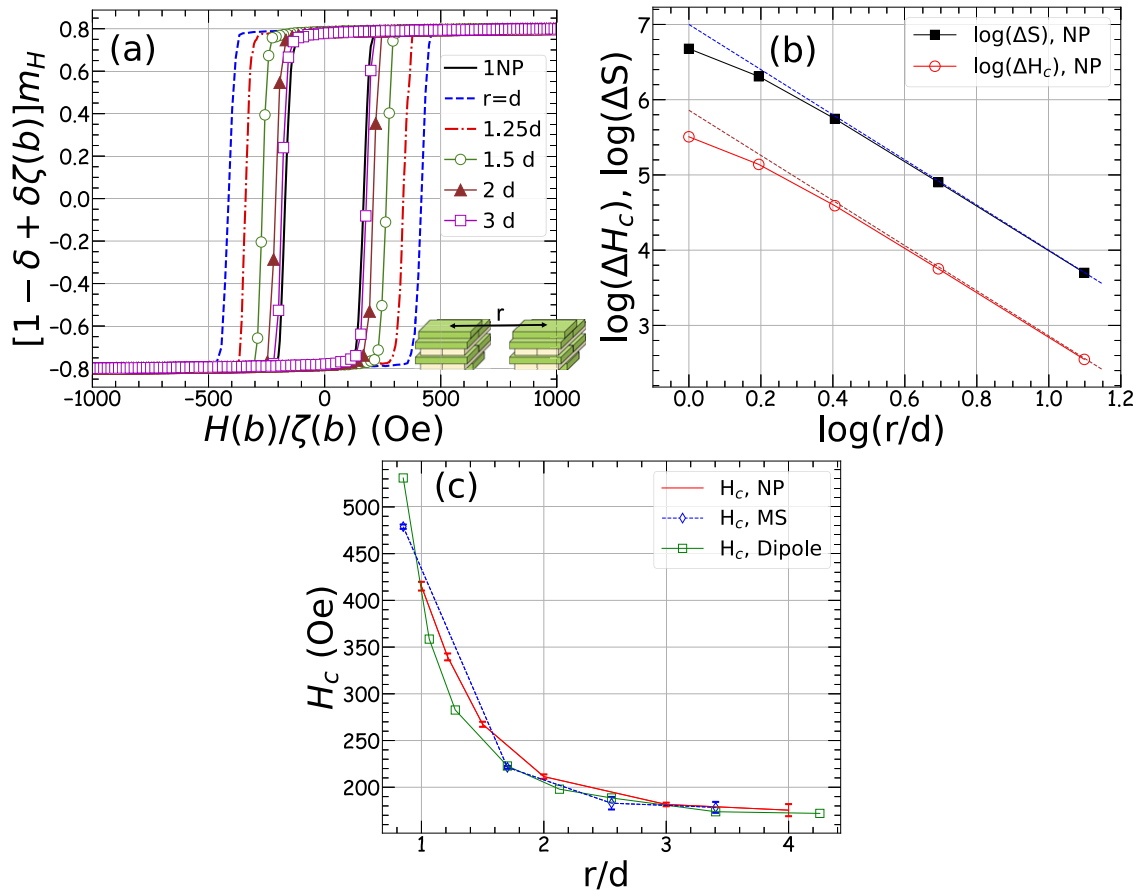 (a)
[1 − δ + δζ(b)]m_H
0.8
0.6
0.4
0.2
0.0
−0.2
−0.4
−0.6
−0.8
−1000 −500 0 500 1000
H(b)/ζ(b) (Oe)
1NP
r=d
1.25d
1.5 d
2 d
3 d
r
(b)
log(ΔH_c), log(ΔS)
7
6
5
4
3
0.0 0.2 0.4 0.6 0.8 1.0 1.2
log(r/d)
log(ΔS), NP
log(ΔH_c), NP
(c)
H_c (Oe)
500
450
400
350
300
250
200
1 2 3 4
r/d
H_c, NP
H_c, MS
H_c, Dipole